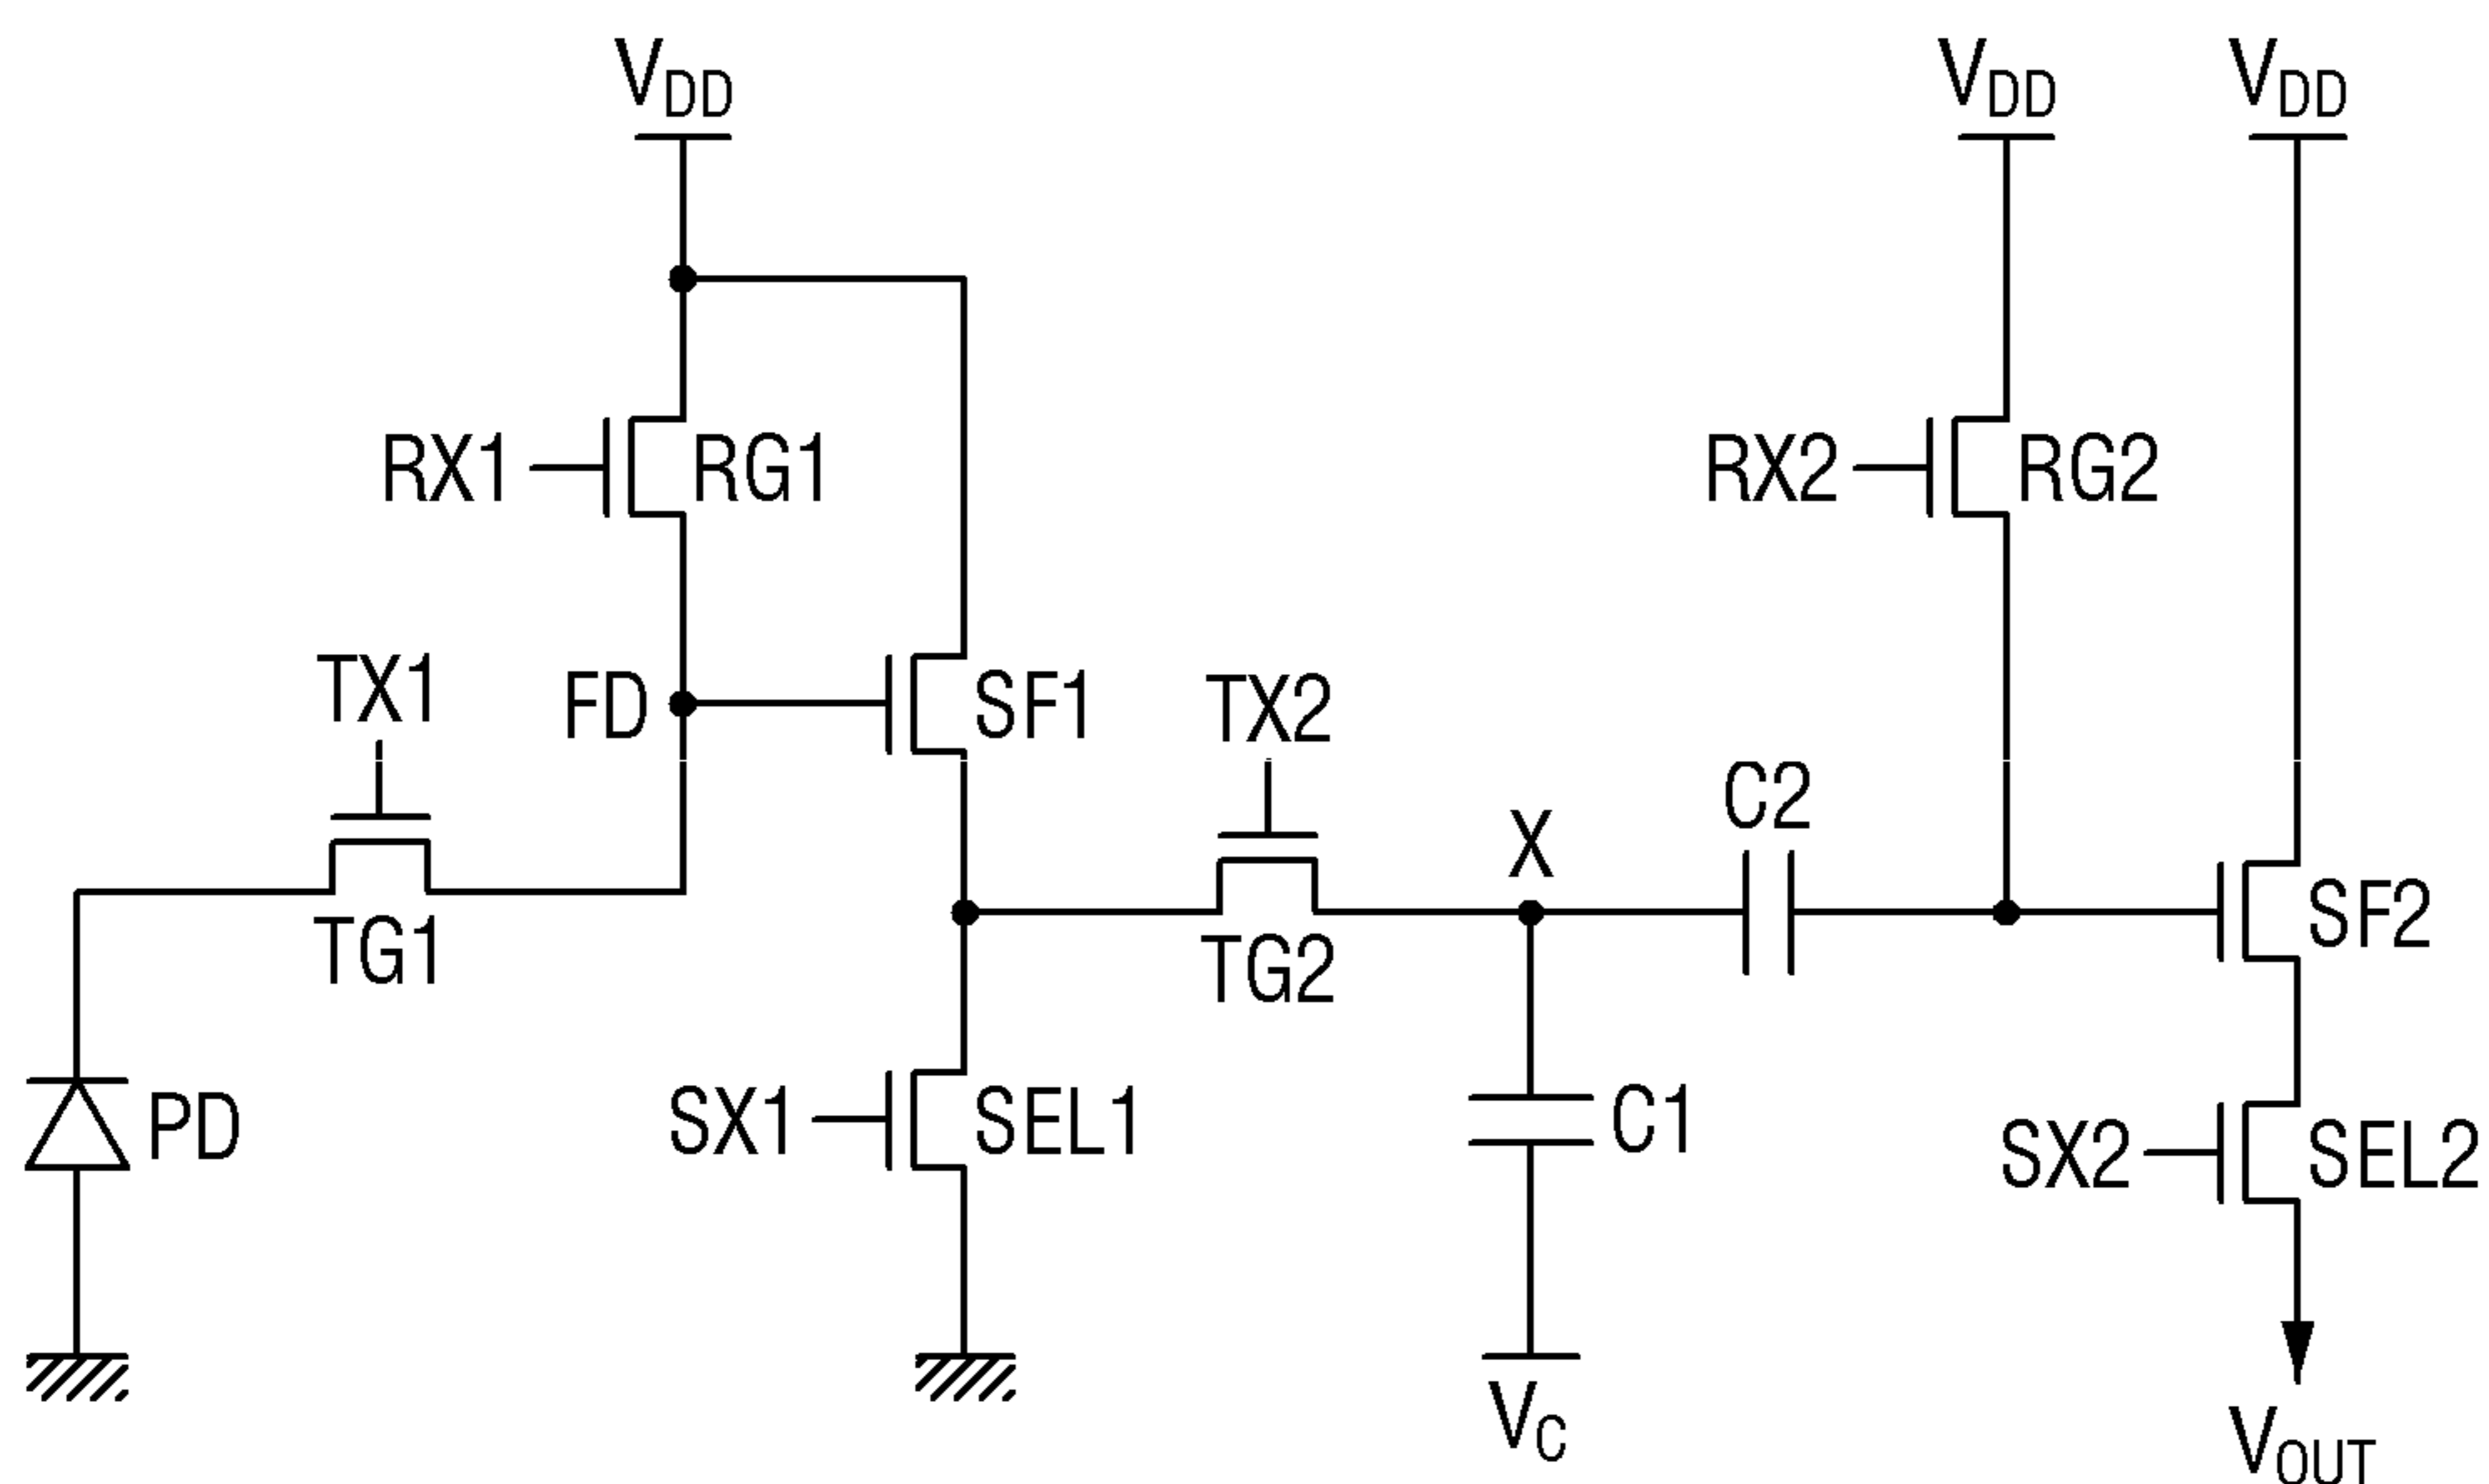 VDD
VDD
VDD
RX1
RG1
RX2
RG2
TX1
FD
SF1
TX2
C2
X
TG1
TG2
SF2
PD
SX1
SEL1
C1
SX2
SEL2
VC
VOUT